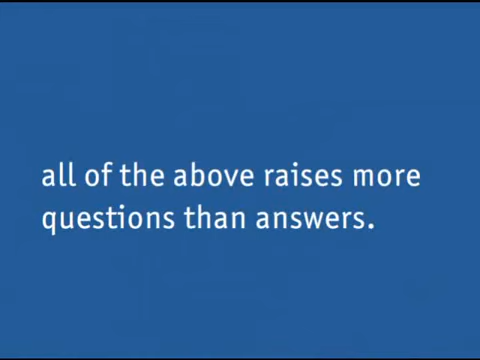 all of the above raises more
questions than answers.